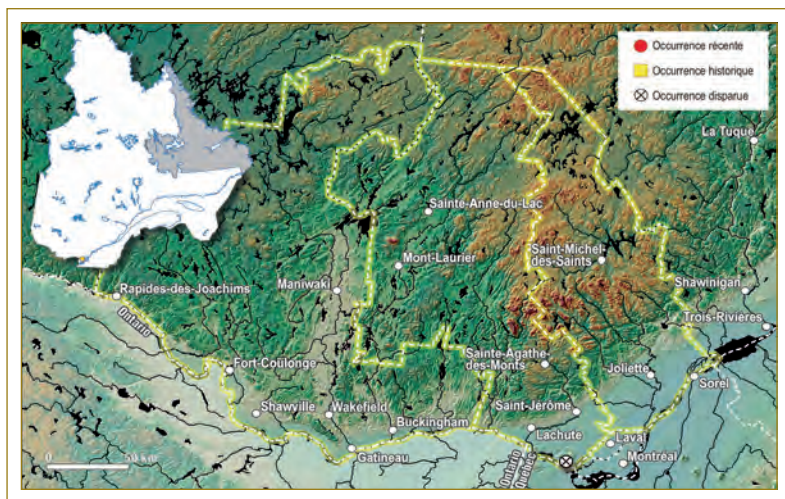 Occurrence récente
Occurrence historique
Occurrence disparue
La Tuque
Sainte-Anne-du-Lac
Saint-Michel-
des-Saints
Mont-Laurier
Maniwaki
Shawinigan
Rapides-des-Joachims
Trois-Rivières
Ontario
Fort-Coulonge
Sainte-Agathe
-des-Monts
Joliette
Sorel
Shawville
Wakefield
Saint-Jérôme
Buckingham
Lachute
Laval
Gatineau
Montréal
Ontario
Québec
0
50 km